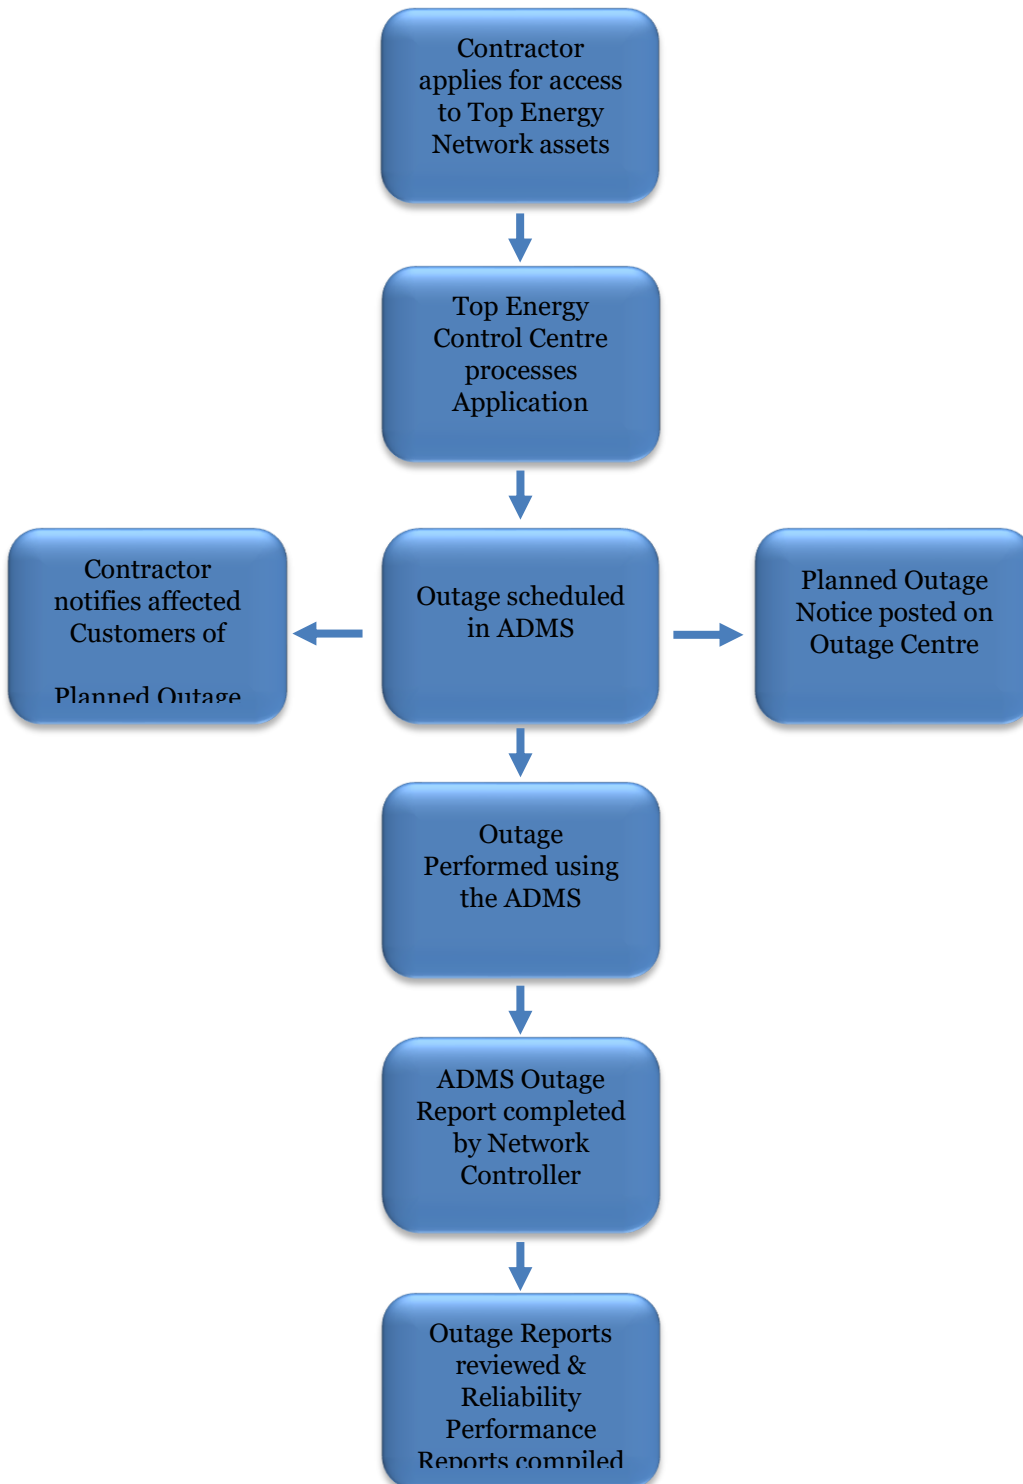 Contractor
applies for access
to Top Energy
Network assets
Top Energy
Control Centre
processes
Application
Contractor
notifies affected
Customers of
Planned Outage
Outage scheduled
in ADMS
Planned Outage
Notice posted on
Outage Centre
Outage
Performed using
the ADMS
ADMS Outage
Report completed
by Network
Controller
Outage Reports
reviewed &
Reliability
Performance
Reports compiled